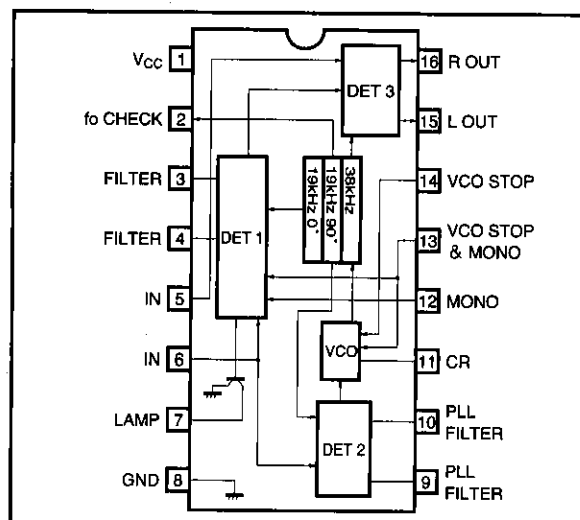 VCC 1
fo CHECK 2
FILTER 3
FILTER 4
IN 5
IN 6
LAMP 7
GND 8
16 R OUT
15 L OUT
14 VCO STOP
13 VCO STOP
& MONO
12 MONO
11 CR
10 PLL
FILTER
9 PLL
FILTER
DET 3
38kHz
19kHz 90°
19kHz 0°
DET 1
VCO
DET 2